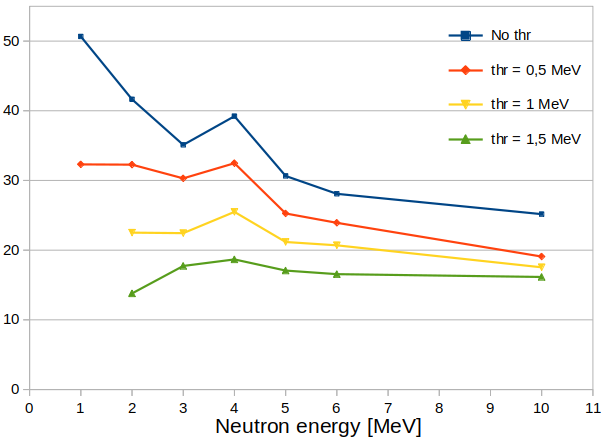 50
No thr
thr = 0,5 MeV
40
thr = 1 MeV
thr = 1,5 MeV
30
20
10
0
0 1 2 3 4 5 6 7 8 9 10 11
Neutron energy [MeV]